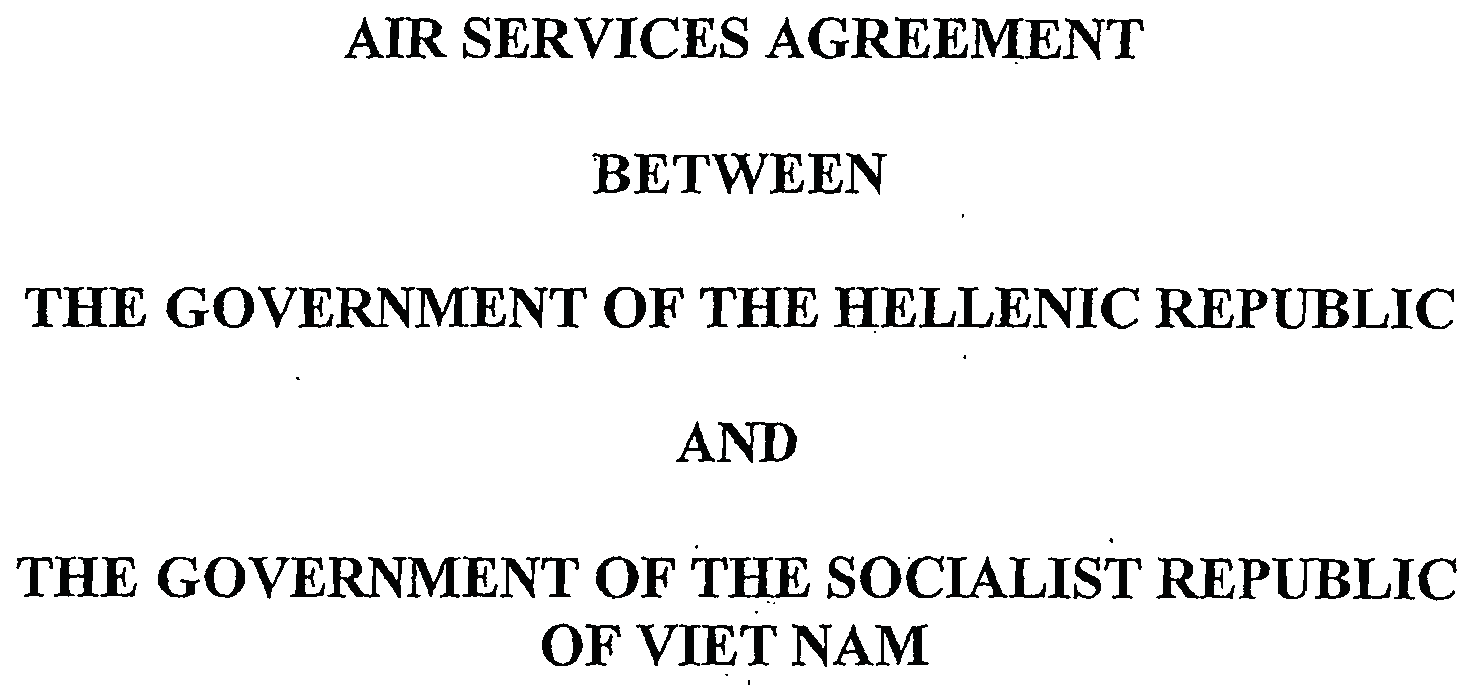 AIR SERVICES AGREEMENT
BETWEEN
THE GOVERNMENT OF THE HELLENIC REPUBLIC
AND
THE GOVERNMENT OF THE SOCIALIST REPUBLIC
OF VIET NAM